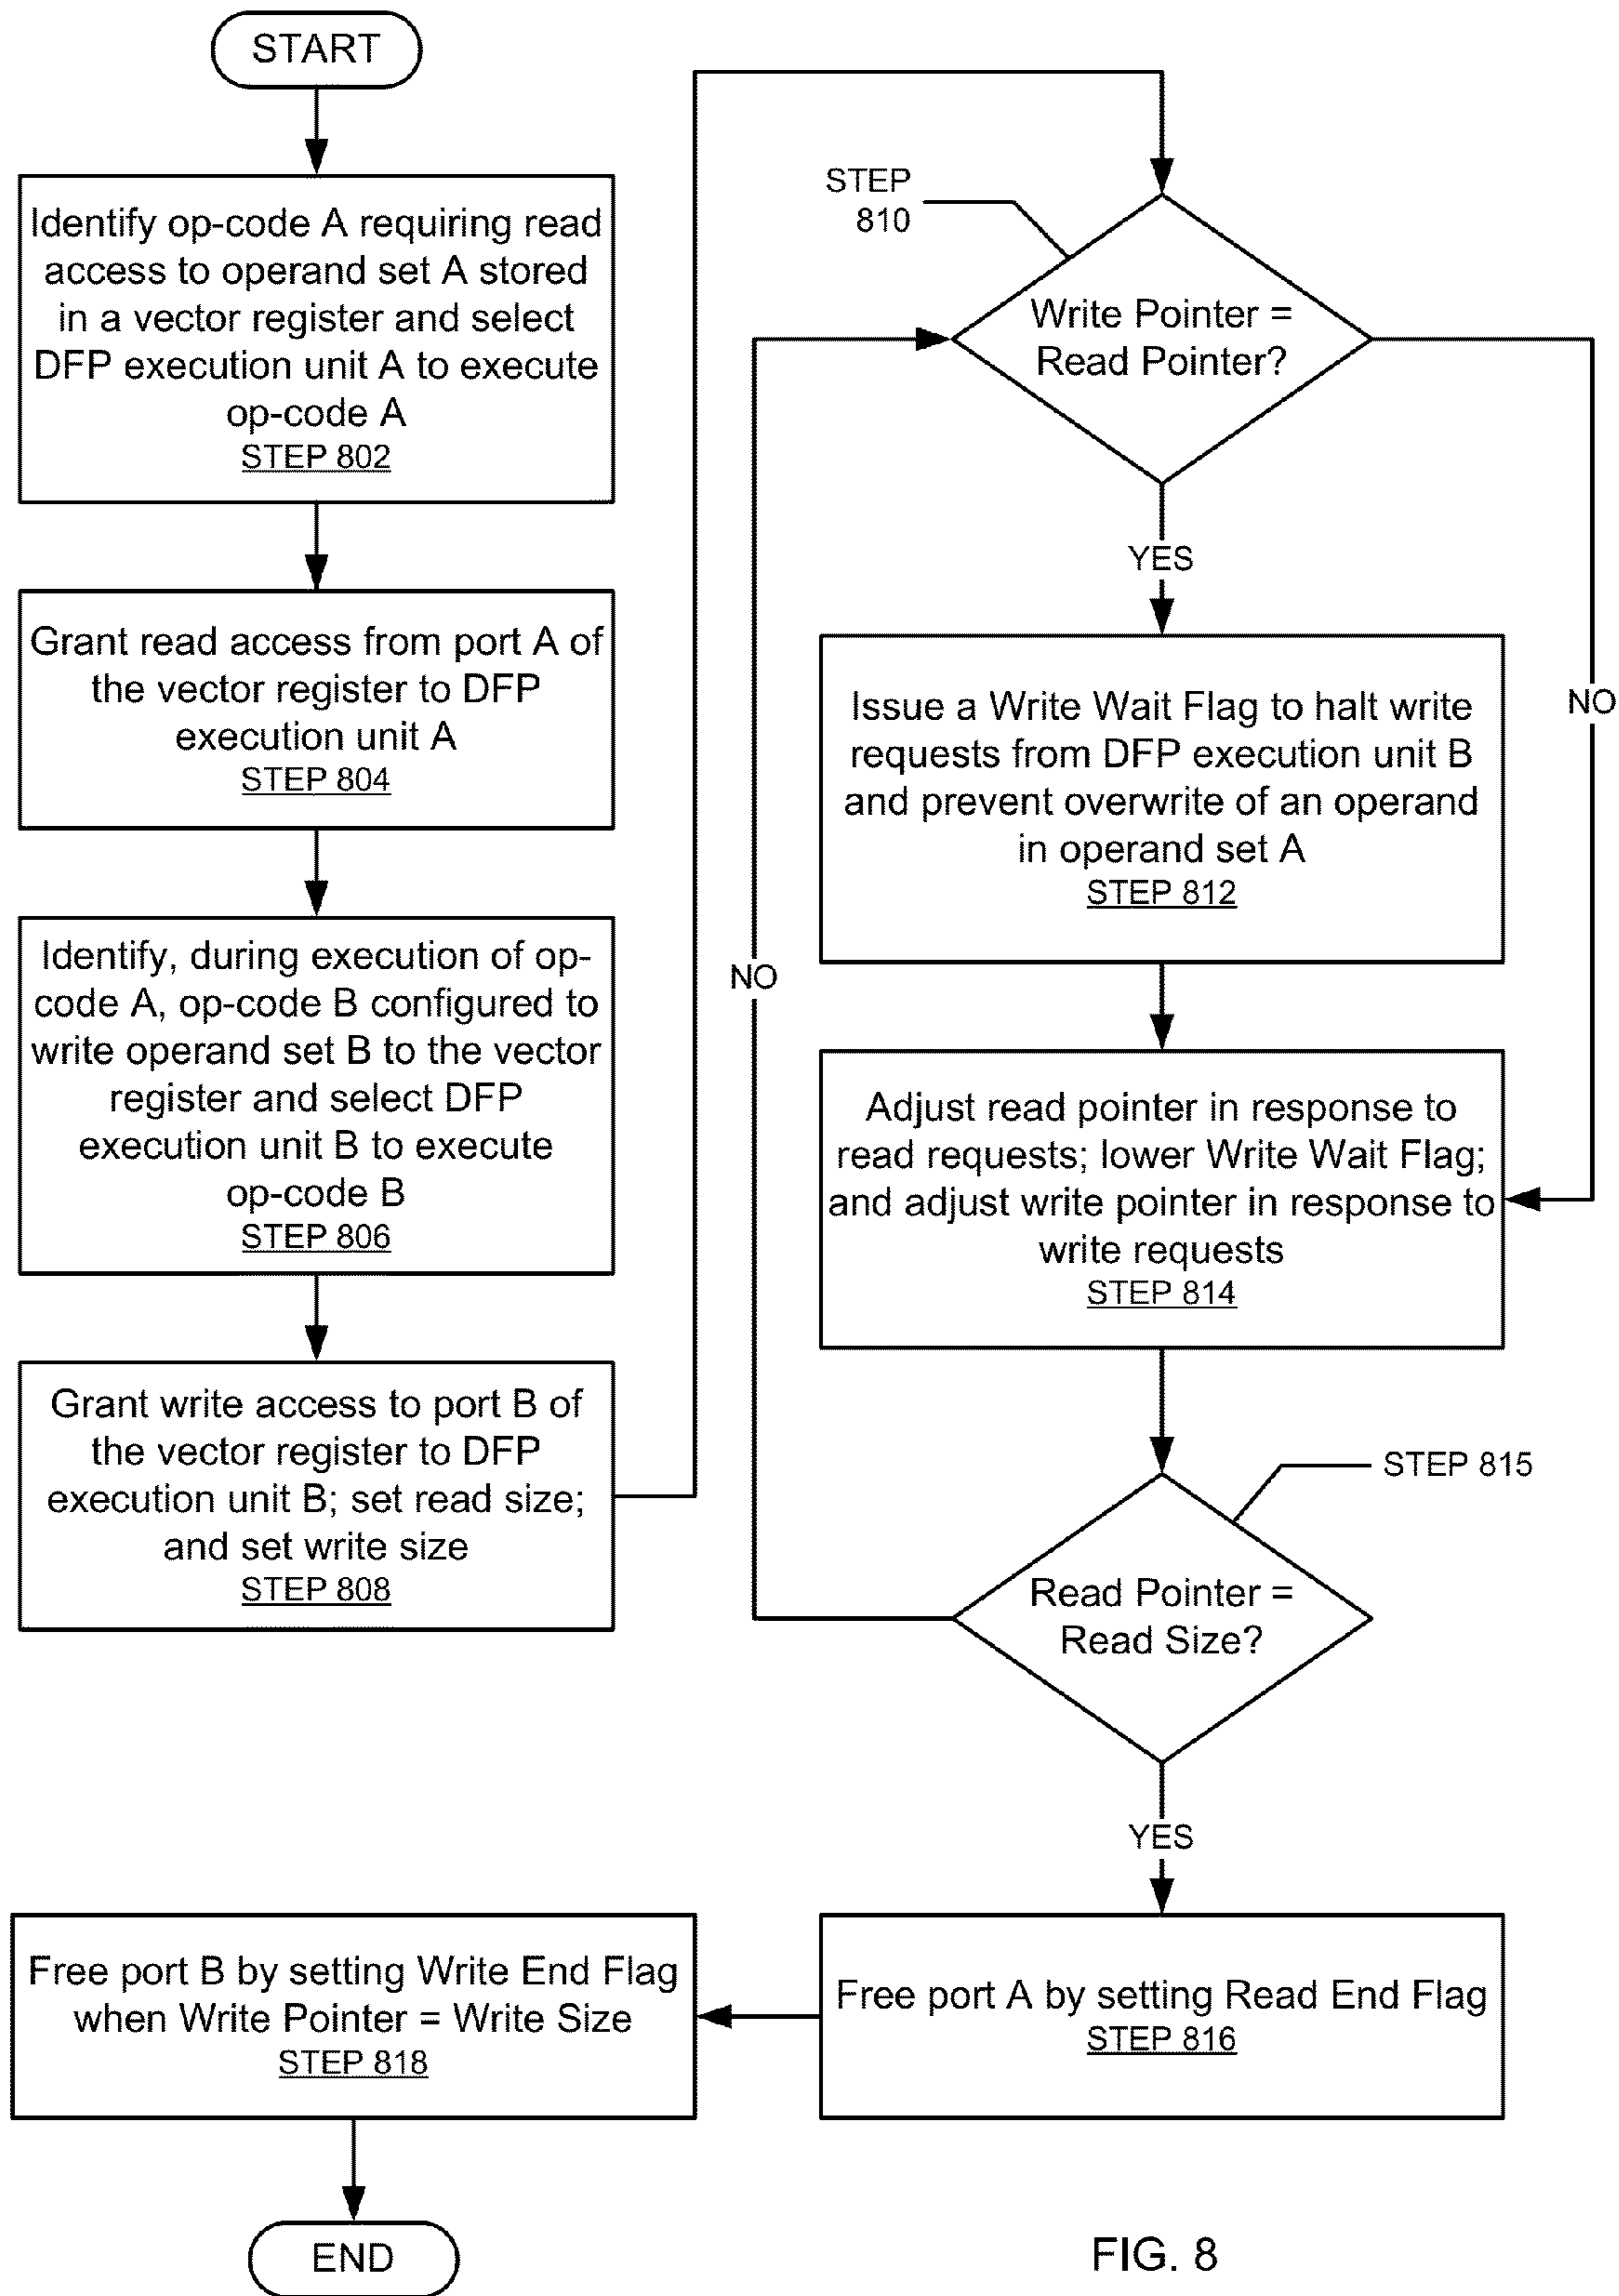 START
Identify op-code A requiring read
access to operand set A stored
in a vector register and select
DFP execution unit A to execute
op-code A
STEP 802
Grant read access from port A of
the vector register to DFP
execution unit A
STEP 804
Identify, during execution of op-
code A, op-code B configured to
write operand set B to the vector
register and select DFP
execution unit B to execute
op-code B
STEP 806
Grant write access to port B of
the vector register to DFP
execution unit B; set read size;
and set write size
STEP 808
STEP
810
Write Pointer =
Read Pointer?
YES
NO
Issue a Write Wait Flag to halt write
requests from DFP execution unit B
and prevent overwrite of an operand
in operand set A
STEP 812
Adjust read pointer in response to
read requests; lower Write Wait Flag;
and adjust write pointer in response to
write requests
STEP 814
STEP 815
Read Pointer =
Read Size?
NO
YES
Free port A by setting Read End Flag
STEP 816
Free port B by setting Write End Flag
when Write Pointer = Write Size
STEP 818
END
FIG. 8